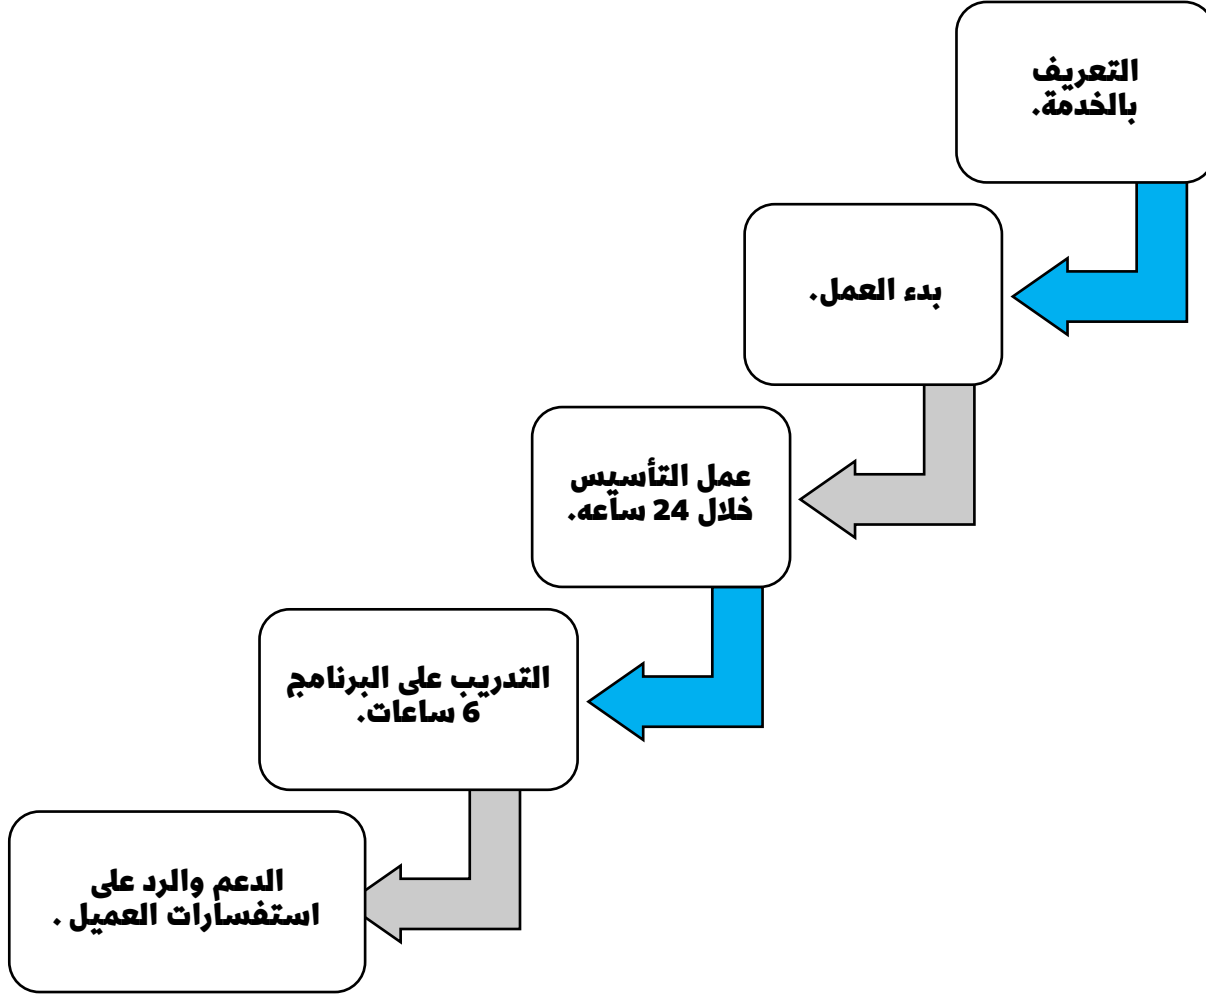 التعريف
بالخدمة.
بدء العمل.
عمل التأسيس
خلال 24 ساعه.
التدريب على البرنامج
6 ساعات.
الدعم والرد على
استفسارات العميل .